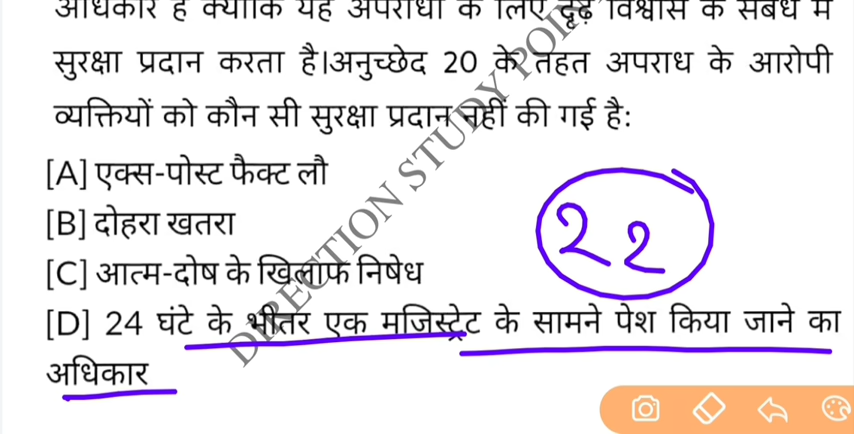 अधिकार है क्योंकि यह अपराधों के लिए दृढ़ विश्वास के संबंध में
सुरक्षा प्रदान करता है।अनुच्छेद 20 के तहत अपराध के आरोपी
व्यक्तियों को कौन सी सुरक्षा प्रदान नहीं की गई है:
[A] एक्स-पोस्ट फैक्ट लौ
[B] दोहरा खतरा
[C] आत्म-दोष के खिलाफ निषेध
22
[D] 24 घंटे के भीतर एक मजिस्ट्रेट के सामने पेश किया जाने का
अधिकार
DIRECTION STUDY POIN